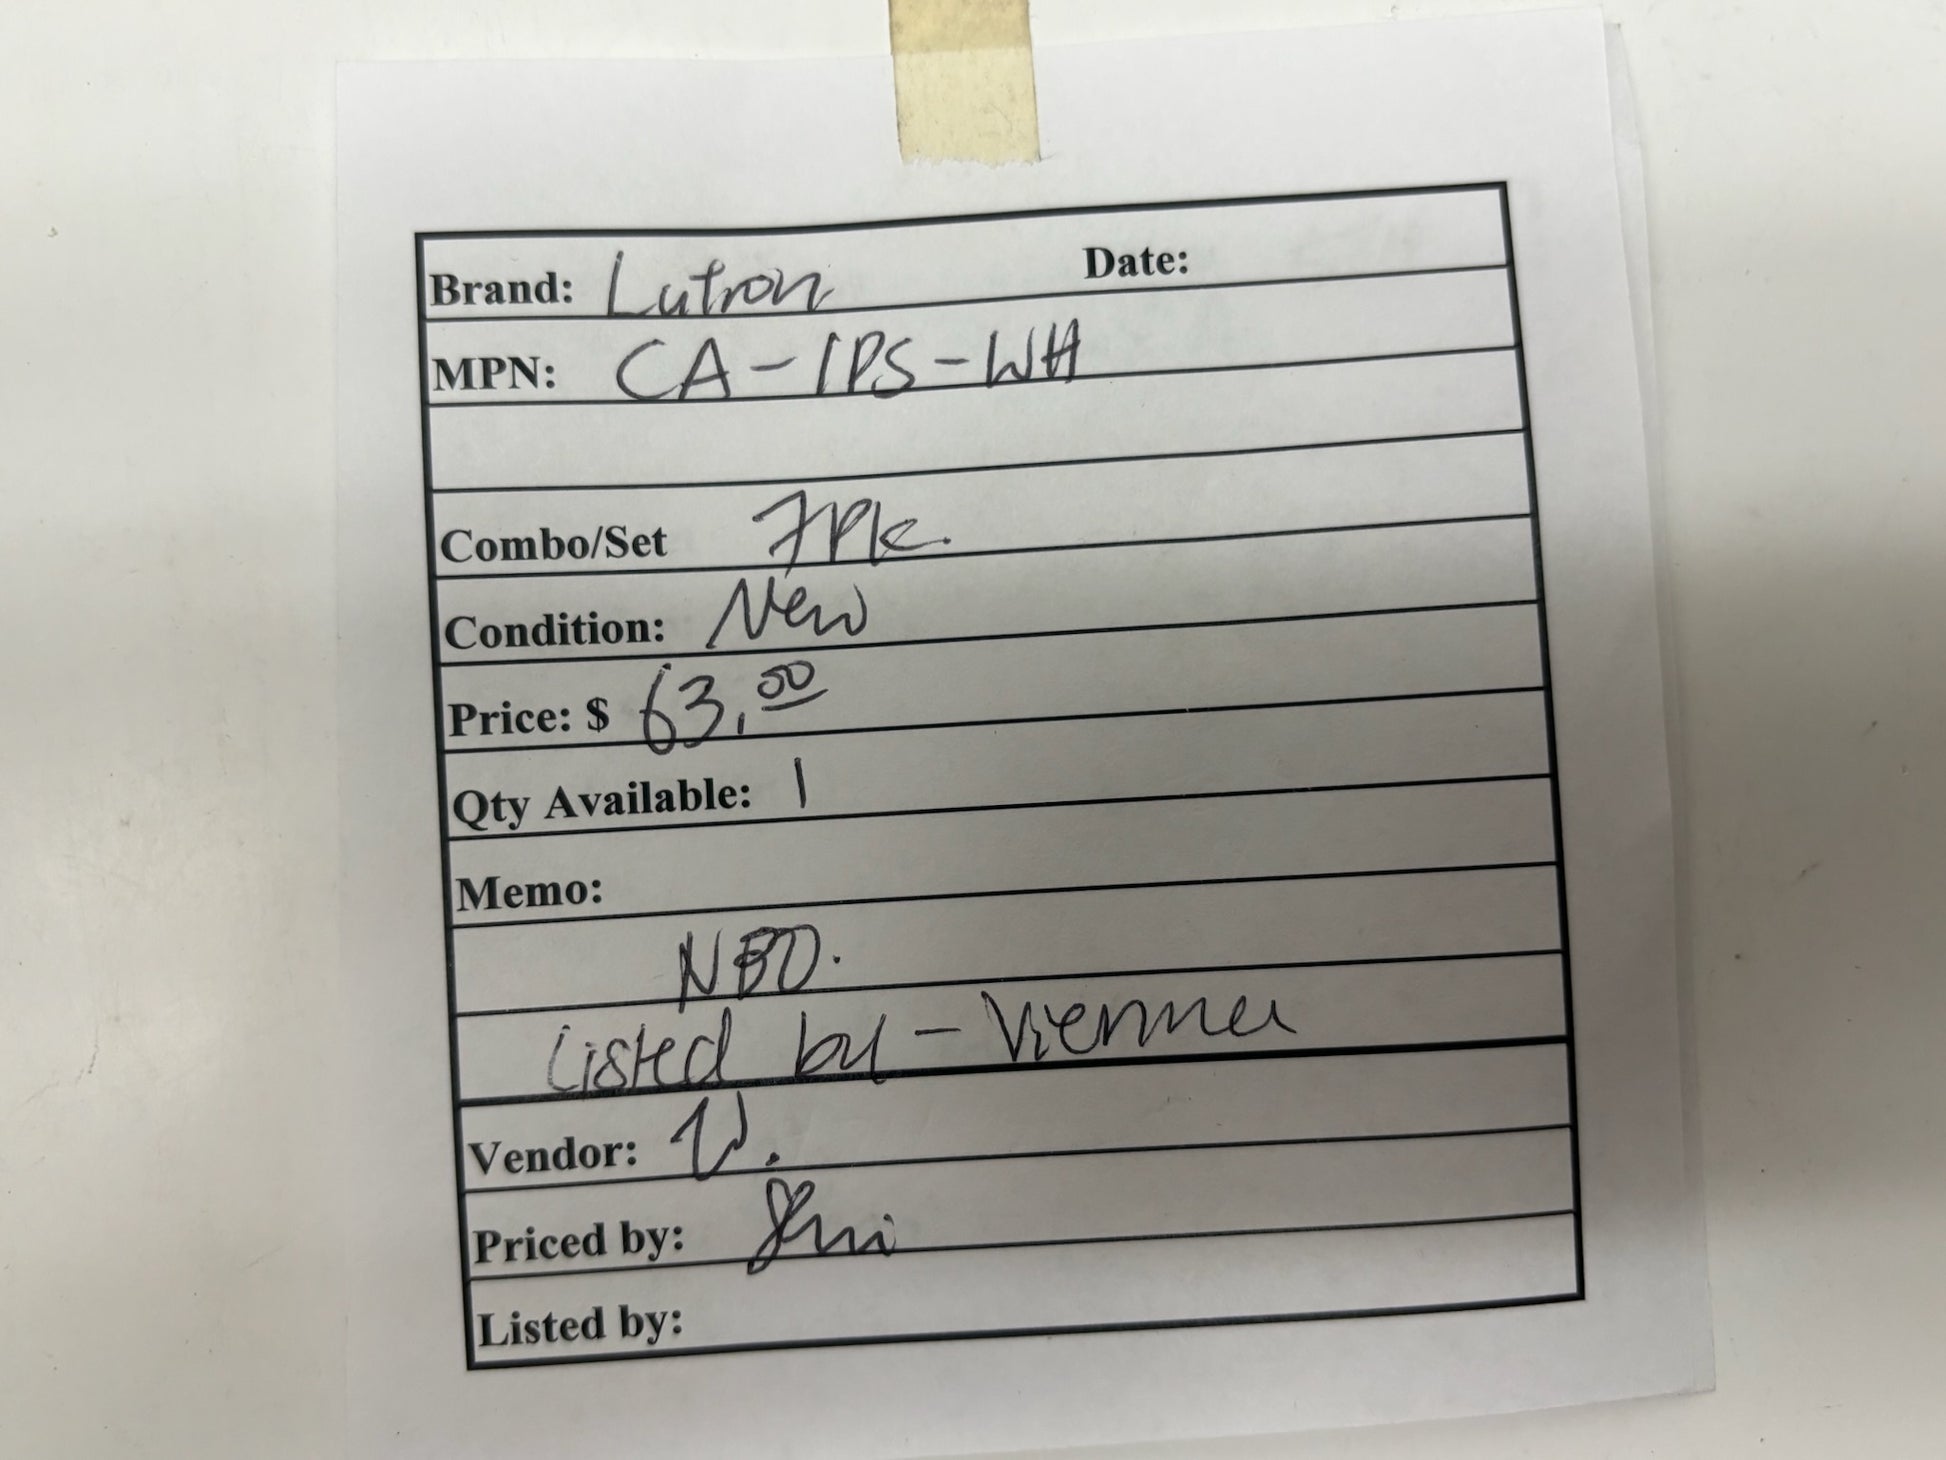 Brand: Lutron Date:
MPN: CA-1PS-WH
Combo/Set 7Pk.
Condition: New
Price: $ 63.00
Qty Available: 1
Memo:
NBO.
Listed by - Vienna
Vendor: W.
Priced by:
Listed by: